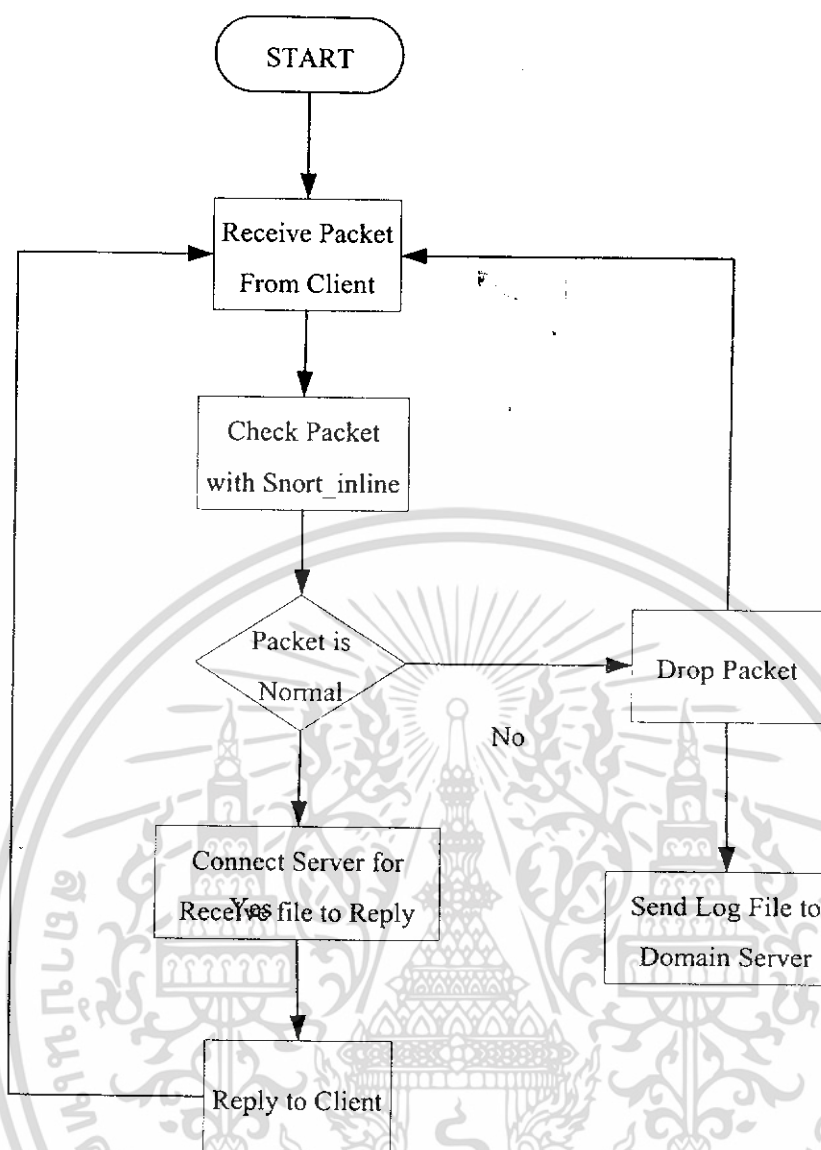 START
Receive Packet
From Client
Check Packet
with Snort_inline
Packet is
Normal
No
Drop Packet
Yes
Connect Server for
Receive file to Reply
Send Log File to
Domain Server
Reply to Client